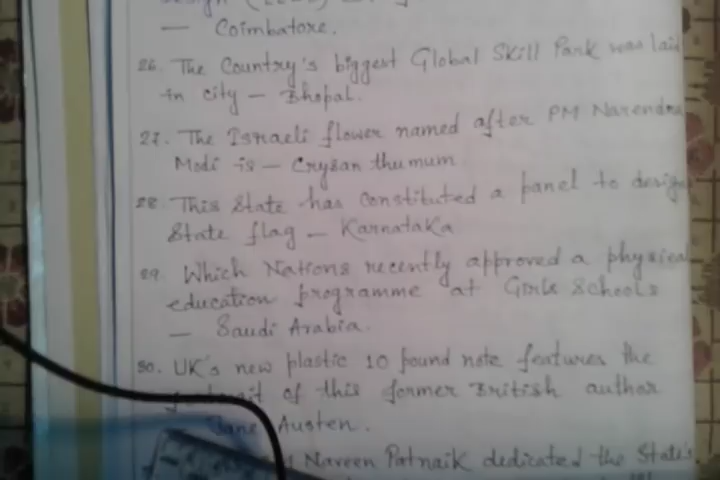 — Coimbatore.
26. The Country's biggest Global Skill Park was laid
in city – Bhopal.
27. The Israeli flower named after PM Narendra
Modi is – Crysan thumum
28. This State has constituted a panel to design
State flag – Karnataka
29. Which Nations recently approved a physical
education programme at Girls Schools
— Saudi Arabia.
30. UK's new plastic 10 pound note features the
of this former British author
Jane Austen.
Naveen Patnaik dedicated the State's